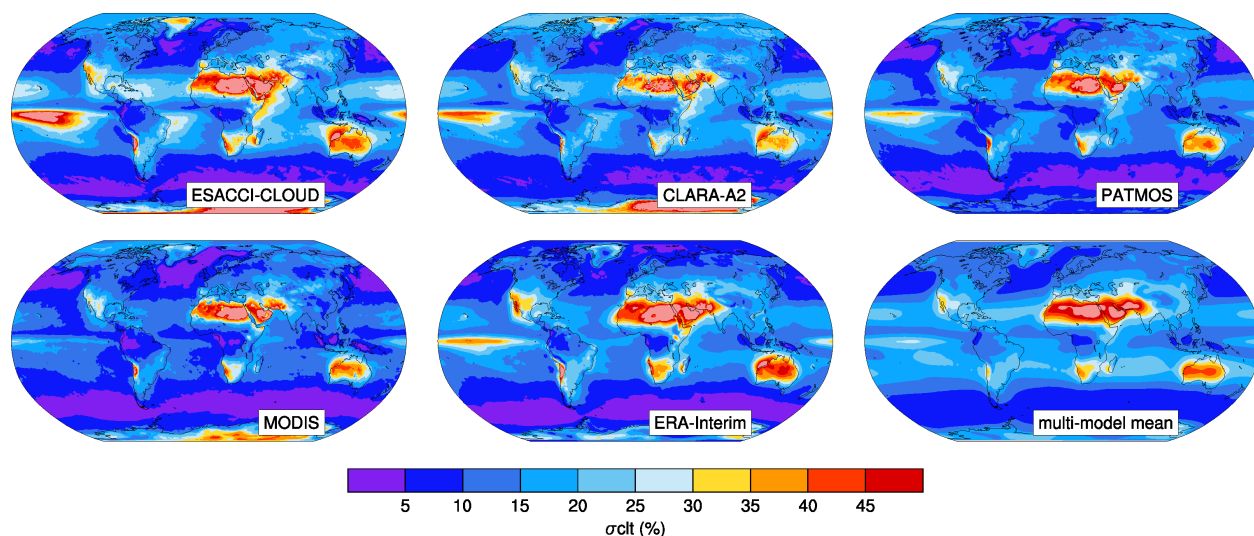 ESACCI-CLOUD
CLARA-A2
PATMOS
MODIS
ERA-Interim
multi-model mean
5 10 15 20 25 30 35 40 45
σclt (%)